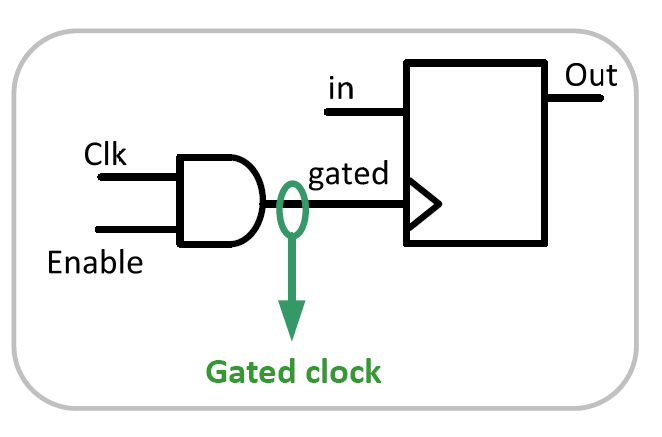 in
Out
Clk
gated
Enable
Gated clock